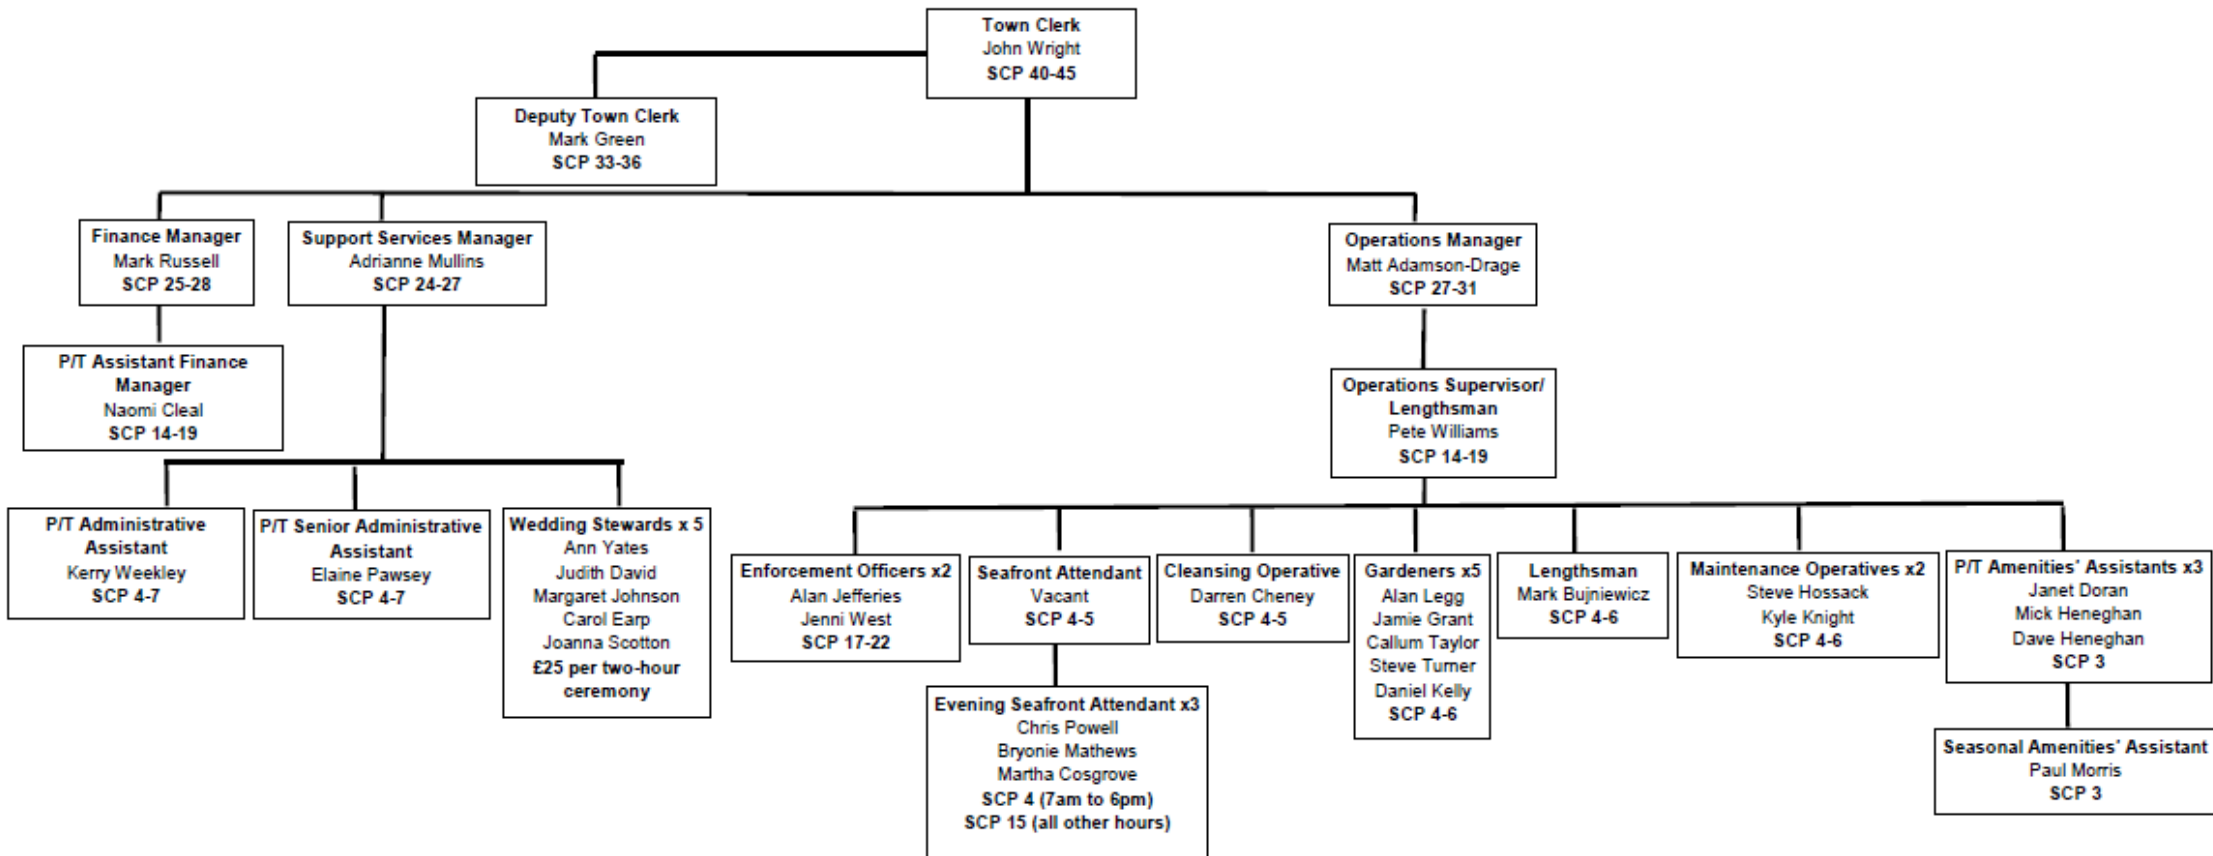 Town Clerk
John Wright
SCP 40-45
Deputy Town Clerk
Mark Green
SCP 33-36
Finance Manager
Mark Russell
SCP 25-28
Support Services Manager
Adrianne Mullins
SCP 24-27
Operations Manager
Matt Adamson-Drage
SCP 27-31
P/T Assistant Finance
Manager
Naomi Cleal
SCP 14-19
Operations Supervisor/
Lengthsman
Pete Williams
SCP 14-19
P/T Administrative
Assistant
Kerry Weekley
SCP 4-7
P/T Senior Administrative
Assistant
Elaine Pawsey
SCP 4-7
Wedding Stewards x 5
Ann Yates
Judith David
Margaret Johnson
Carol Earp
Joanna Scotton
£25 per two-hour
ceremony
Enforcement Officers x2
Alan Jefferies
Jenni West
SCP 17-22
Seafront Attendant
Vacant
SCP 4-5
Cleansing Operative
Darren Cheney
SCP 4-5
Gardeners x5
Alan Legg
Jamie Grant
Callum Taylor
Steve Turner
Daniel Kelly
SCP 4-6
Lengthsman
Mark Bujniewicz
SCP 4-6
Maintenance Operatives x2
Steve Hossack
Kyle Knight
SCP 4-6
P/T Amenities' Assistants x3
Janet Doran
Mick Heneghan
Dave Heneghan
SCP 3
Evening Seafront Attendant x3
Chris Powell
Bryonie Mathews
Martha Cosgrove
SCP 4 (7am to 6pm)
SCP 15 (all other hours)
Seasonal Amenities' Assistant
Paul Morris
SCP 3